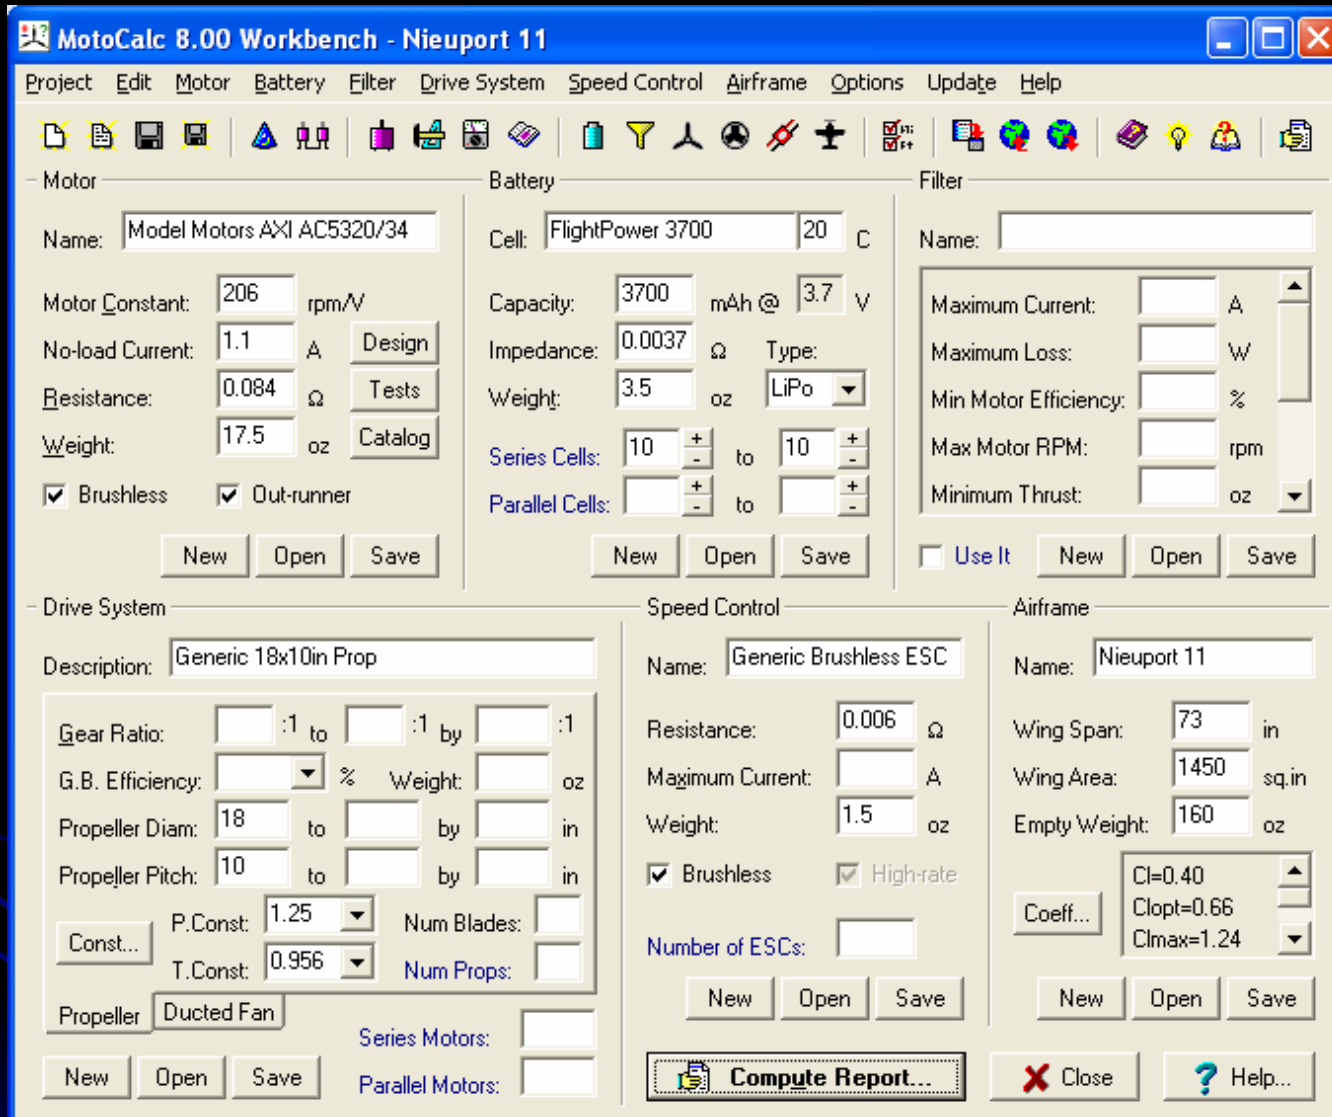 MotoCalc 8.00 Workbench - Nieuport 11
Project Edit Motor Battery Filter Drive System Speed Control Airframe Options Update Help
Motor
Name: Model Motors AXI AC5320/34
Motor Constant: 206 rpm/V
No-load Current: 1.1 A Design
Resistance: 0.084 Ω Tests
Weight: 17.5 oz Catalog
Brushless Out-runner
New Open Save
Battery
Cell: FlightPower 3700 20 C
Capacity: 3700 mAh @ 3.7 V
Impedance: 0.0037 Ω Type:
Weight: 3.5 oz LiPo
Series Cells: 10 + - to 10 + -
Parallel Cells: + - to + -
New Open Save
Filter
Name:
Maximum Current: A
Maximum Loss: W
Min Motor Efficiency: %
Max Motor RPM: rpm
Minimum Thrust: oz
Use It New Open Save
Drive System
Description: Generic 18x10in Prop
Gear Ratio: :1 to :1 by :1
G.B. Efficiency: % Weight: oz
Propeller Diam: 18 to by in
Propeller Pitch: 10 to by in
Const... P.Const: 1.25 Num Blades:
T.Const: 0.956 Num Props:
Propeller Ducted Fan
Series Motors:
New Open Save Parallel Motors:
Speed Control
Name: Generic Brushless ESC
Resistance: 0.006 Ω
Maximum Current: A
Weight: 1.5 oz
Brushless High-rate
Number of ESCs:
New Open Save
Airframe
Name: Nieuport 11
Wing Span: 73 in
Wing Area: 1450 sq.in
Empty Weight: 160 oz
Coeff... Cl=0.40
Clopt=0.66
Clmax=1.24
New Open Save
Compute Report... Close Help...